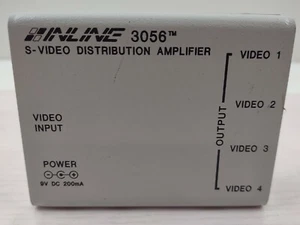 INLINE 3056™
S-VIDEO DISTRIBUTION AMPLIFIER
VIDEO 1
VIDEO INPUT
VIDEO 2
OUTPUT
VIDEO 3
POWER
9V DC 200mA
VIDEO 4